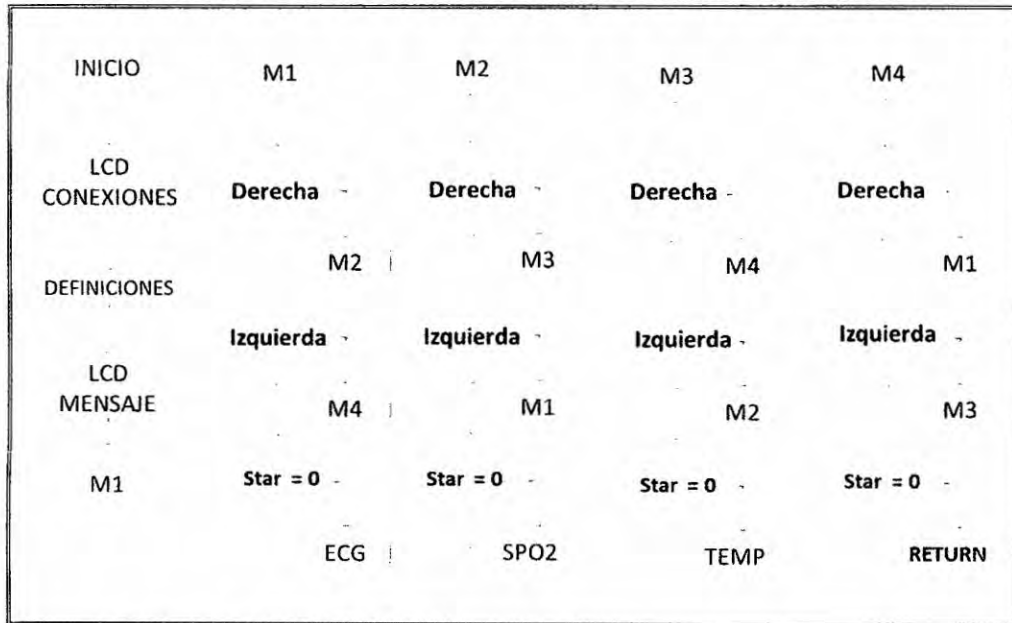 INICIO M1 M2 M3 M4
LCD
CONEXIONES
Derecha Derecha Derecha Derecha
M2 M3 M4 M1
DEFINICIONES
Izquierda Izquierda Izquierda Izquierda
LCD
MENSAJE
M4 M1 M2 M3
M1 Star = 0 Star = 0 Star = 0 Star = 0
ECG SPO2 TEMP RETURN